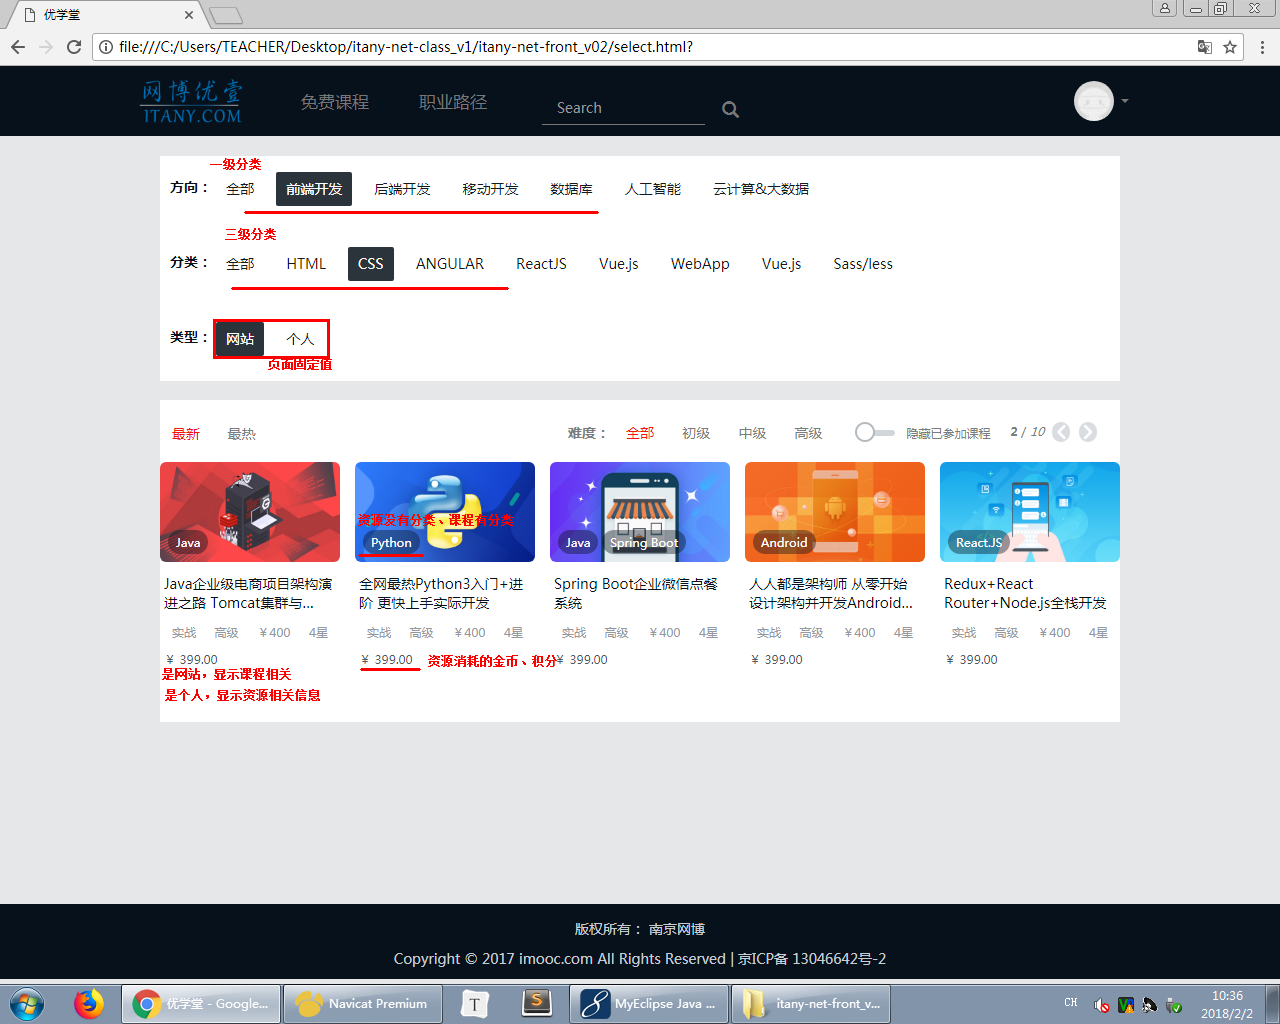 优学堂
file:///C:/Users/TEACHER/Desktop/itany-net-class_v1/itany-net-front_v02/select.html?
网博优壹
ITANY.COM
免费课程 职业路径 Search
一级分类
方向： 全部 前端开发 后端开发 移动开发 数据库 人工智能 云计算&大数据
三级分类
分类： 全部 HTML CSS ANGULAR ReactJS Vue.js WebApp Vue.js Sass/less
类型： 网站 个人
页面固定值
最新 最热 难度： 全部 初级 中级 高级 隐藏已参加课程 2 / 10
资源没有分类、课程有分类
Java Python Java Spring Boot Android ReactJS
Java企业级电商项目架构演进之路 Tomcat集群与...
实战 高级 ￥400 4星
￥ 399.00
全网最热Python3入门+进阶 更快上手实际开发
实战 高级 ￥400 4星
￥ 399.00
Spring Boot企业微信点餐系统
实战 高级 ￥400 4星
￥ 399.00
人人都是架构师 从零开始设计架构并开发Android...
实战 高级 ￥400 4星
￥ 399.00
Redux+React Router+Node.js全栈开发
实战 高级 ￥400 4星
￥ 399.00
资源消耗的金币、积分
是网站，显示课程相关
是个人，显示资源相关信息
版权所有： 南京网博
Copyright © 2017 imooc.com All Rights Reserved | 京ICP备 13046642号-2
优学堂 - Google... Navicat Premium T S MyEclipse Java ... itany-net-front_v... CH 10:36
2018/2/2